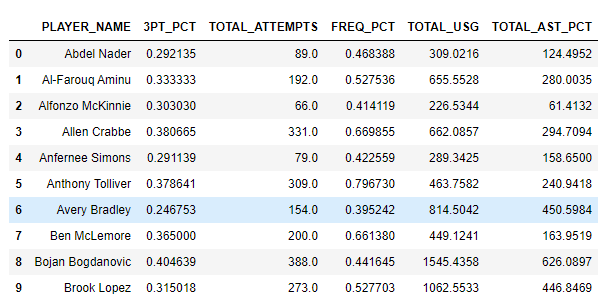 PLAYER_NAME 3PT_PCT TOTAL_ATTEMPTS FREQ_PCT TOTAL_USG TOTAL_AST_PCT
0 Abdel Nader 0.292135 89.0 0.468388 309.0216 124.4952
1 Al-Farouq Aminu 0.333333 192.0 0.527536 655.5528 280.0035
2 Alfonzo McKinnie 0.303030 66.0 0.414119 226.5344 61.4132
3 Allen Crabbe 0.380665 331.0 0.669855 662.0857 294.7094
4 Anfernee Simons 0.291139 79.0 0.422559 289.3425 158.6500
5 Anthony Tolliver 0.378641 309.0 0.796730 463.7582 240.9418
6 Avery Bradley 0.246753 154.0 0.395242 814.5042 450.5984
7 Ben McLemore 0.365000 200.0 0.661380 449.1241 163.9519
8 Bojan Bogdanovic 0.404639 388.0 0.441645 1545.4358 626.0897
9 Brook Lopez 0.315018 273.0 0.527703 1062.5533 446.8469